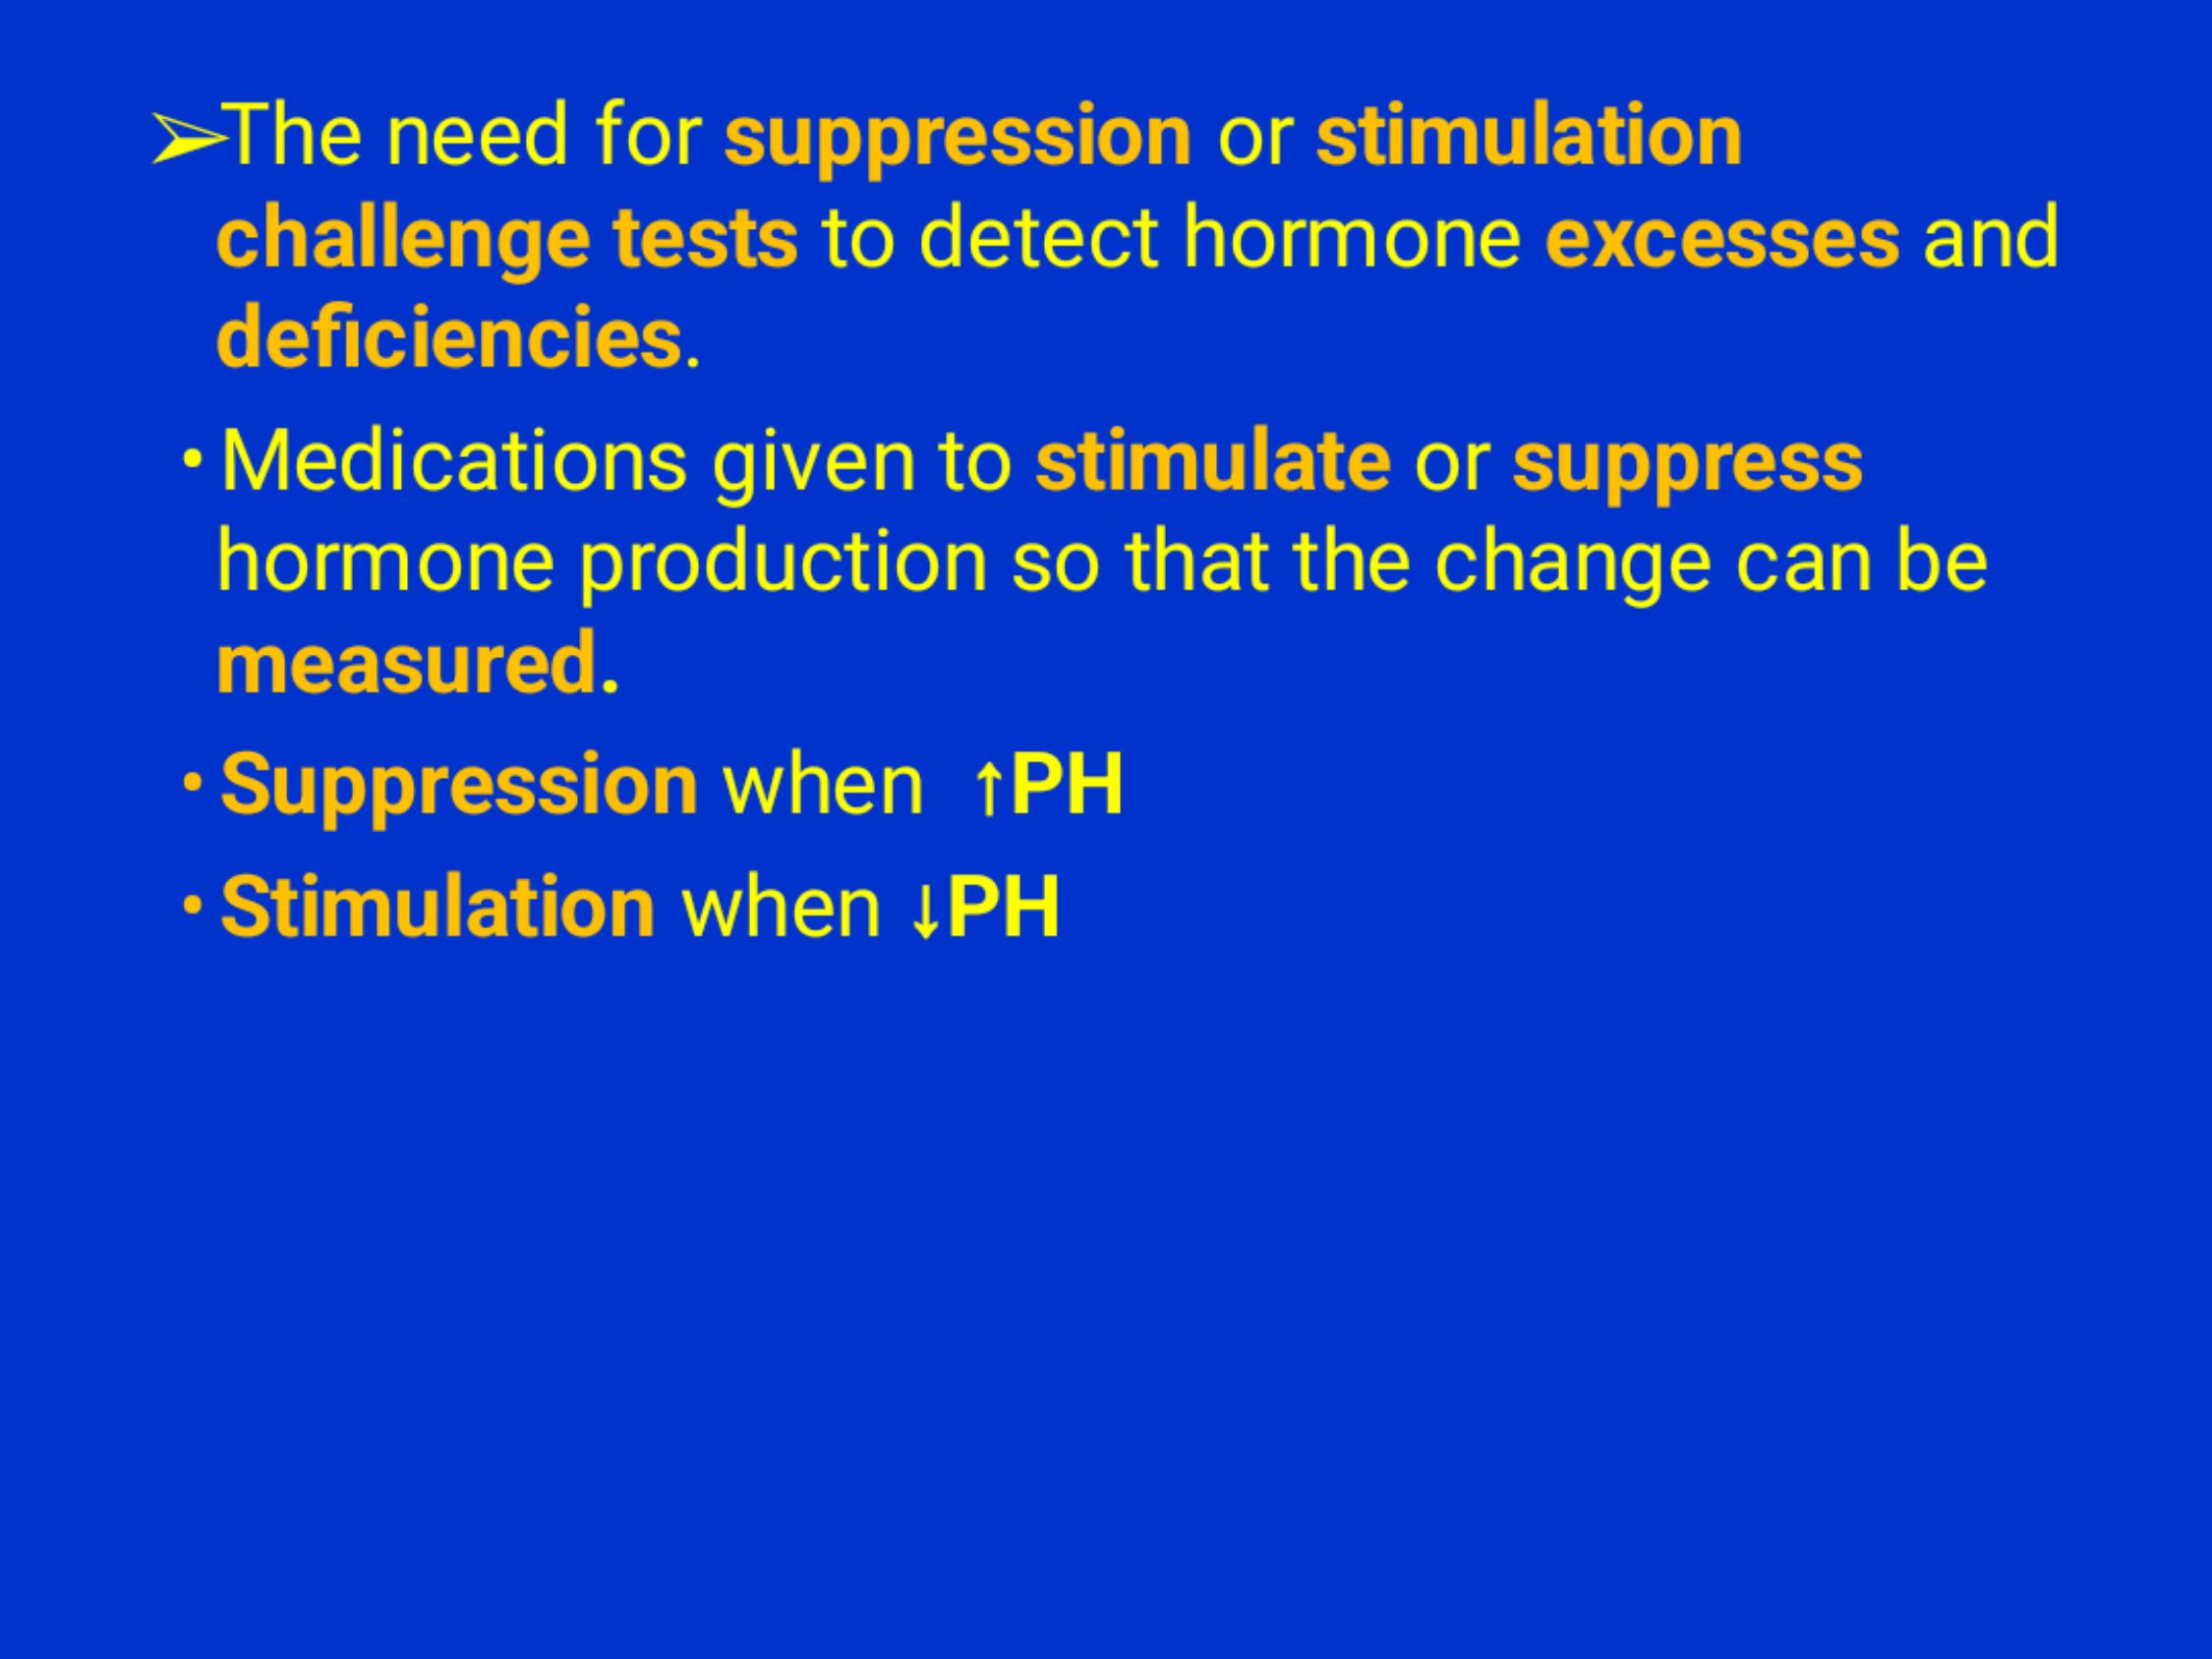 ➢The need for suppression or stimulation
challenge tests to detect hormone excesses and
deficiencies.
• Medications given to stimulate or suppress
hormone production so that the change can be
measured.
• Suppression when ↑PH
• Stimulation when ↓PH